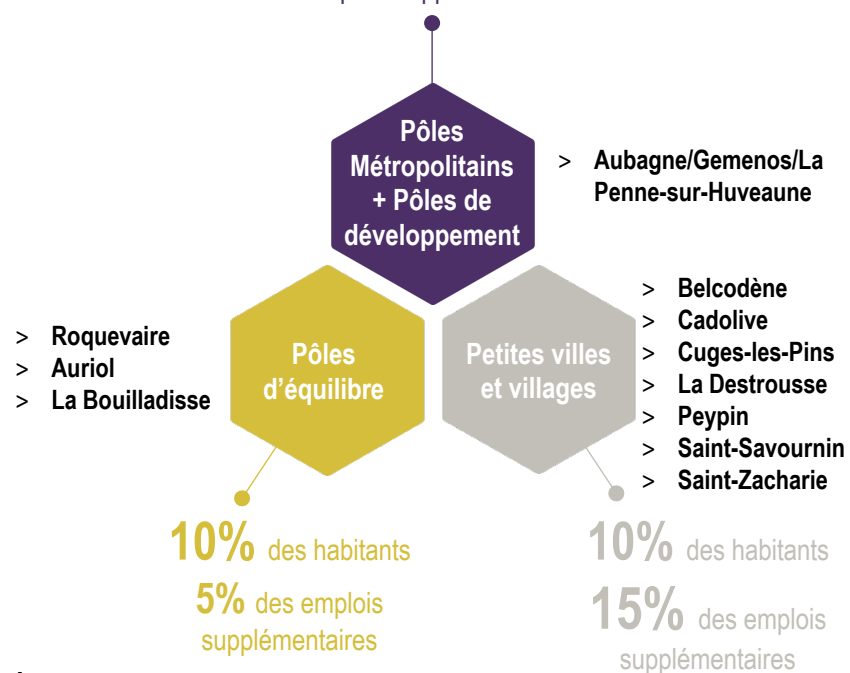 Pôles
Métropolitains
+ Pôles de
développement
> Aubagne/Gemenos/La
Penne-sur-Huveaune
> Roquevaire
> Auriol
> La Bouilladisse
Pôles
d'équilibre
Petites villes
et villages
> Belcodène
> Cadolive
> Cuges-les-Pins
> La Destrousse
> Peypin
> Saint-Savournin
> Saint-Zacharie
10% des habitants
5% des emplois
supplémentaires
10% des habitants
15% des emplois
supplémentaires